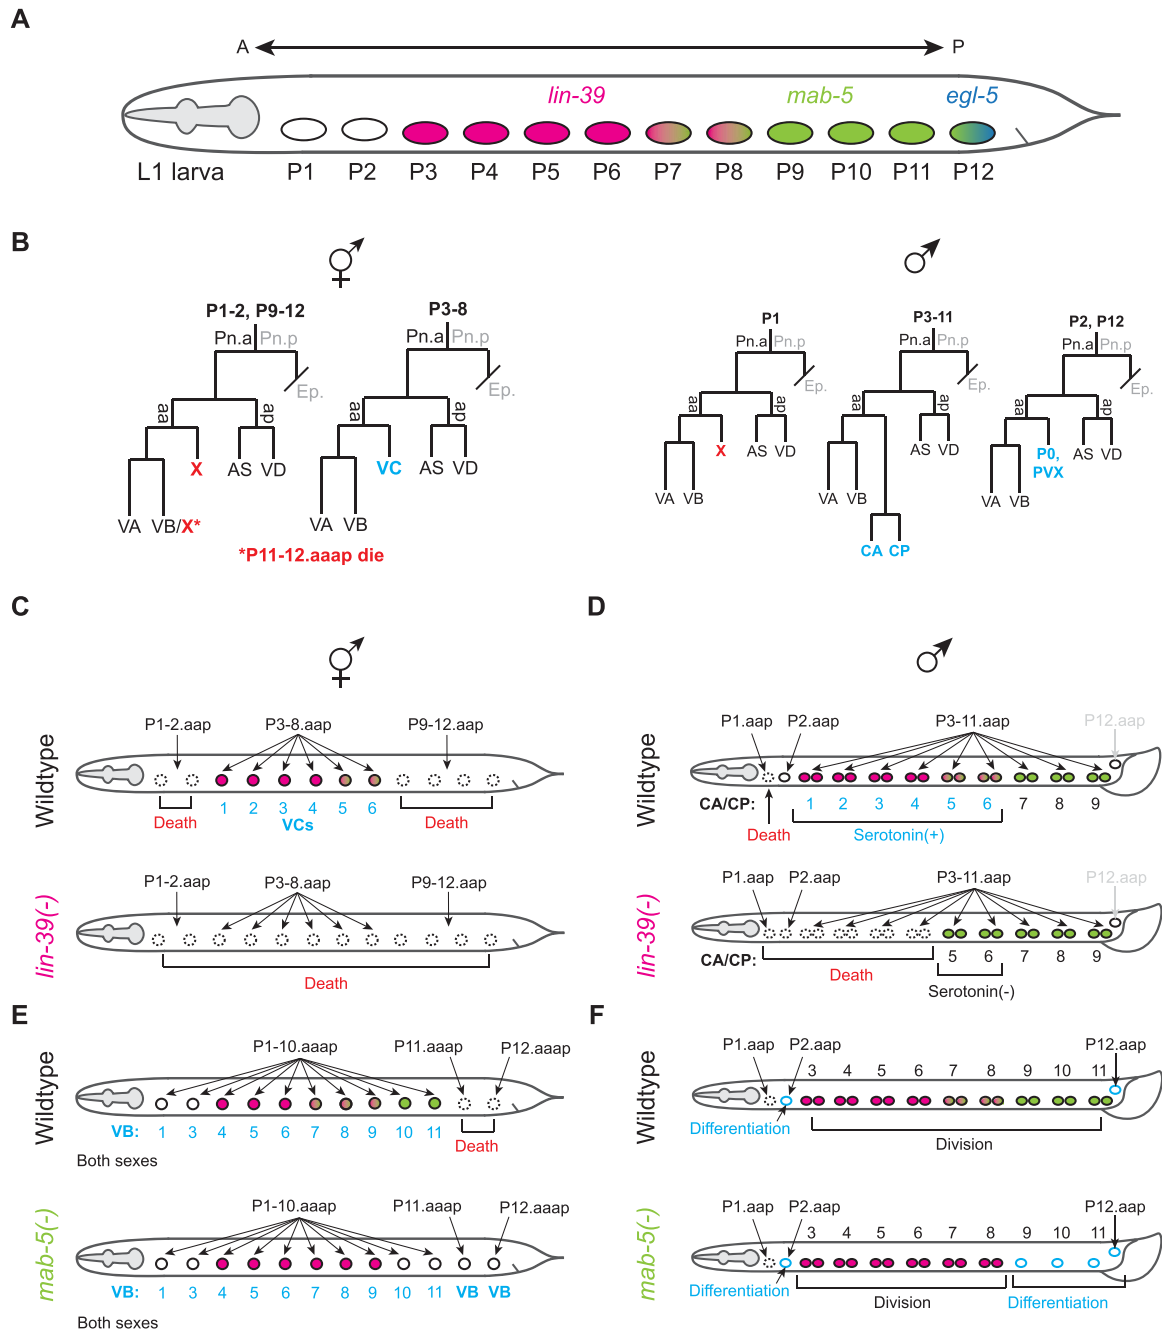 A
A P
lin-39 mab-5 egl-5
L1 larva P1 P2 P3 P4 P5 P6 P7 P8 P9 P10 P11 P12
B
P1-2, P9-12 P3-8
Pn.a Pn.p Pn.a Pn.p
Ep. Ep.
aa ap aa ap
X AS VD VC AS VD
VA VB/X* VA VB
*P11-12.aaap die
P1 P3-11 P2, P12
Pn.a Pn.p Pn.a Pn.p Pn.a Pn.p
Ep. Ep. Ep.
aa ap aa ap aa ap
X AS VD AS VD P0, AS VD
PVX
VA VB VA VB VA VB
CA CP
C
Wildtype
P1-2.aap P3-8.aap P9-12.aap
1 2 3 4 5 6
Death VCs Death
lin-39(-)
P1-2.aap P3-8.aap P9-12.aap
Death
D
Wildtype
P1.aap P2.aap P3-11.aap P12.aap
CA/CP: 1 2 3 4 5 6 7 8 9
Death Serotonin(+)
lin-39(-)
P1.aap P2.aap P3-11.aap P12.aap
CA/CP: 5 6 7 8 9
Death
Serotonin(-)
E
Wildtype
P1-10.aaap P11.aaap P12.aaap
VB: 1 3 4 5 6 7 8 9 10 11
Death
Both sexes
mab-5(-)
P1-10.aaap P11.aaap P12.aaap
VB: 1 3 4 5 6 7 8 9 10 11 VB VB
Both sexes
F
Wildtype
P1.aap P2.aap P12.aap
3 4 5 6 7 8 9 10 11
Differentiation
Division
mab-5(-)
P1.aap P2.aap P12.aap
3 4 5 6 7 8 9 10 11
Differentiation Division Differentiation